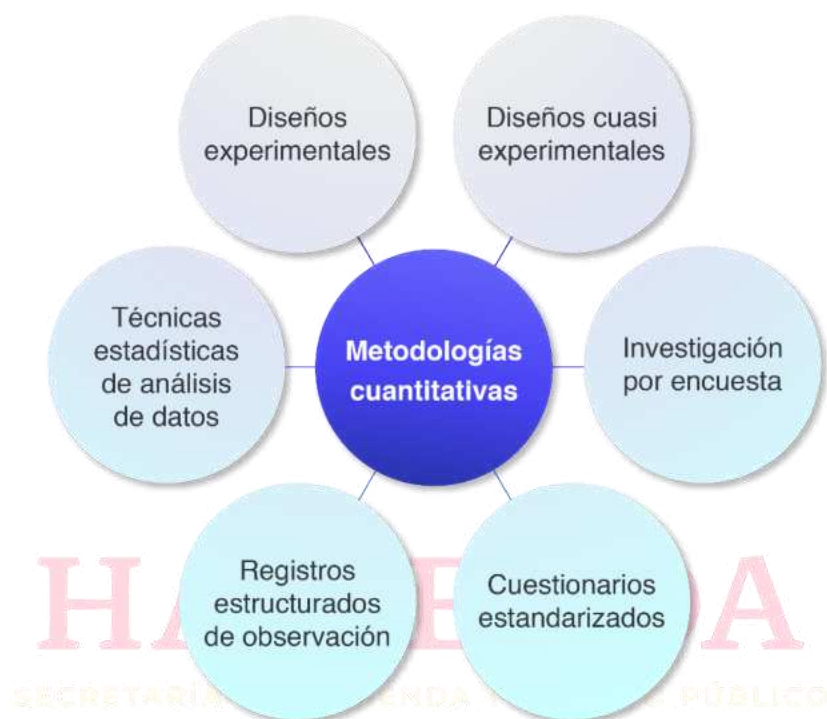 Diseños
experimentales
Diseños cuasi
experimentales
Técnicas
estadísticas
de análisis
de datos
Metodologías
cuantitativas
Investigación
por encuesta
Registros
estructurados
de observación
Cuestionarios
estandarizados